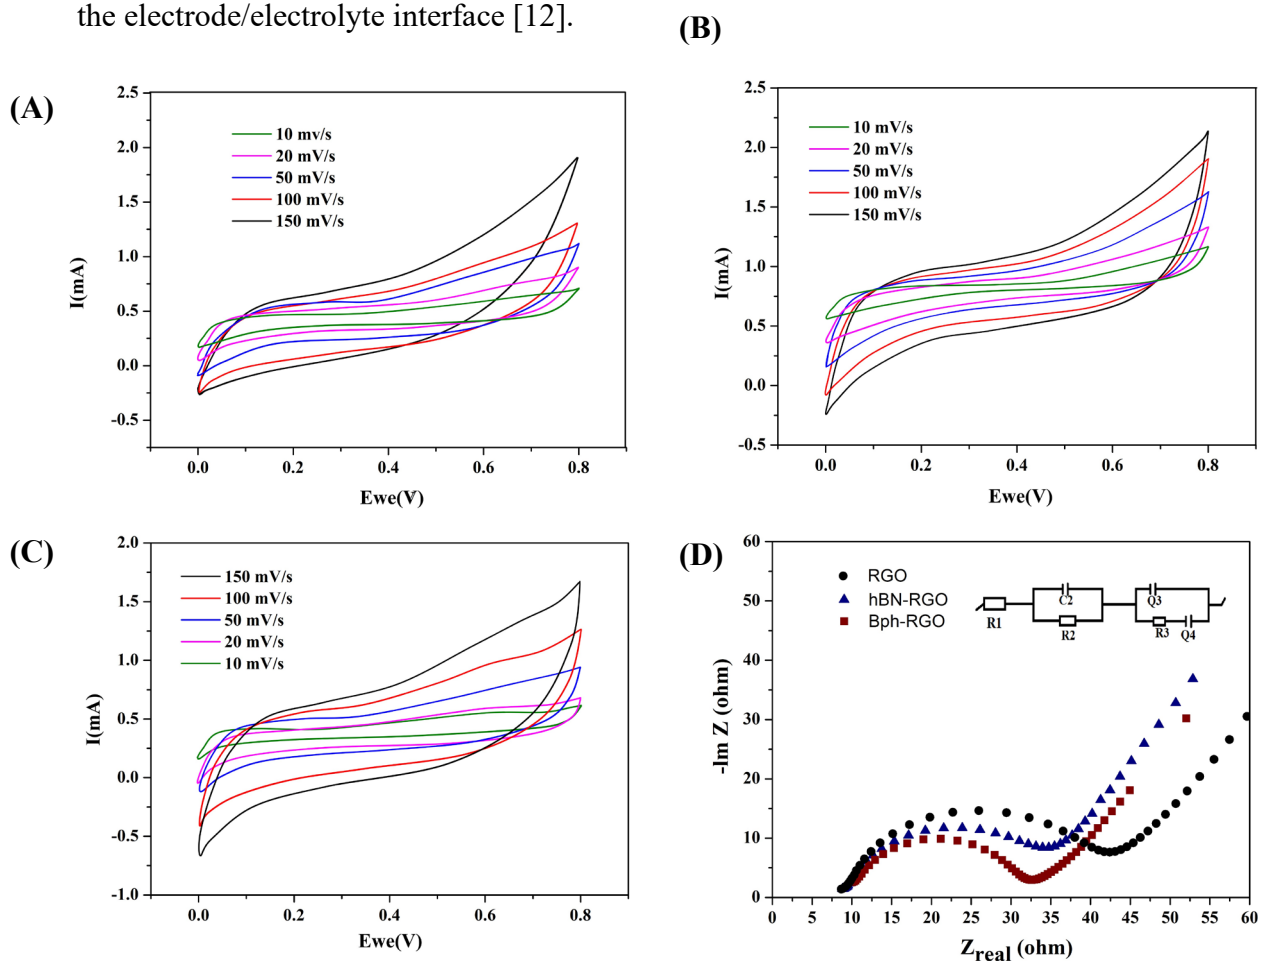 the electrode/electrolyte interface [12].
(B)
(A)
2.5
2.0
1.5
1.0
0.5
0.0
-0.5
I(mA)
10 mv/s
20 mV/s
50 mV/s
100 mV/s
150 mV/s
0.0 0.2 0.4 0.6 0.8
Ewe(V)
2.5
2.0
1.5
1.0
0.5
0.0
-0.5
I(mA)
10 mV/s
20 mV/s
50 mV/s
100 mV/s
150 mV/s
0.0 0.2 0.4 0.6 0.8
Ewe(V)
(C)
2.0
1.5
1.0
0.5
0.0
-0.5
-1.0
I(mA)
150 mV/s
100 mV/s
50 mV/s
20 mV/s
10 mV/s
0.0 0.2 0.4 0.6 0.8
Ewe(V)
(D)
60
50
40
30
20
10
0
-Im Z (ohm)
RGO
hBN-RGO
Bph-RGO
R1
C2
R2
Q3
R3
Q4
0 5 10 15 20 25 30 35 40 45 50 55 60
Zreal (ohm)